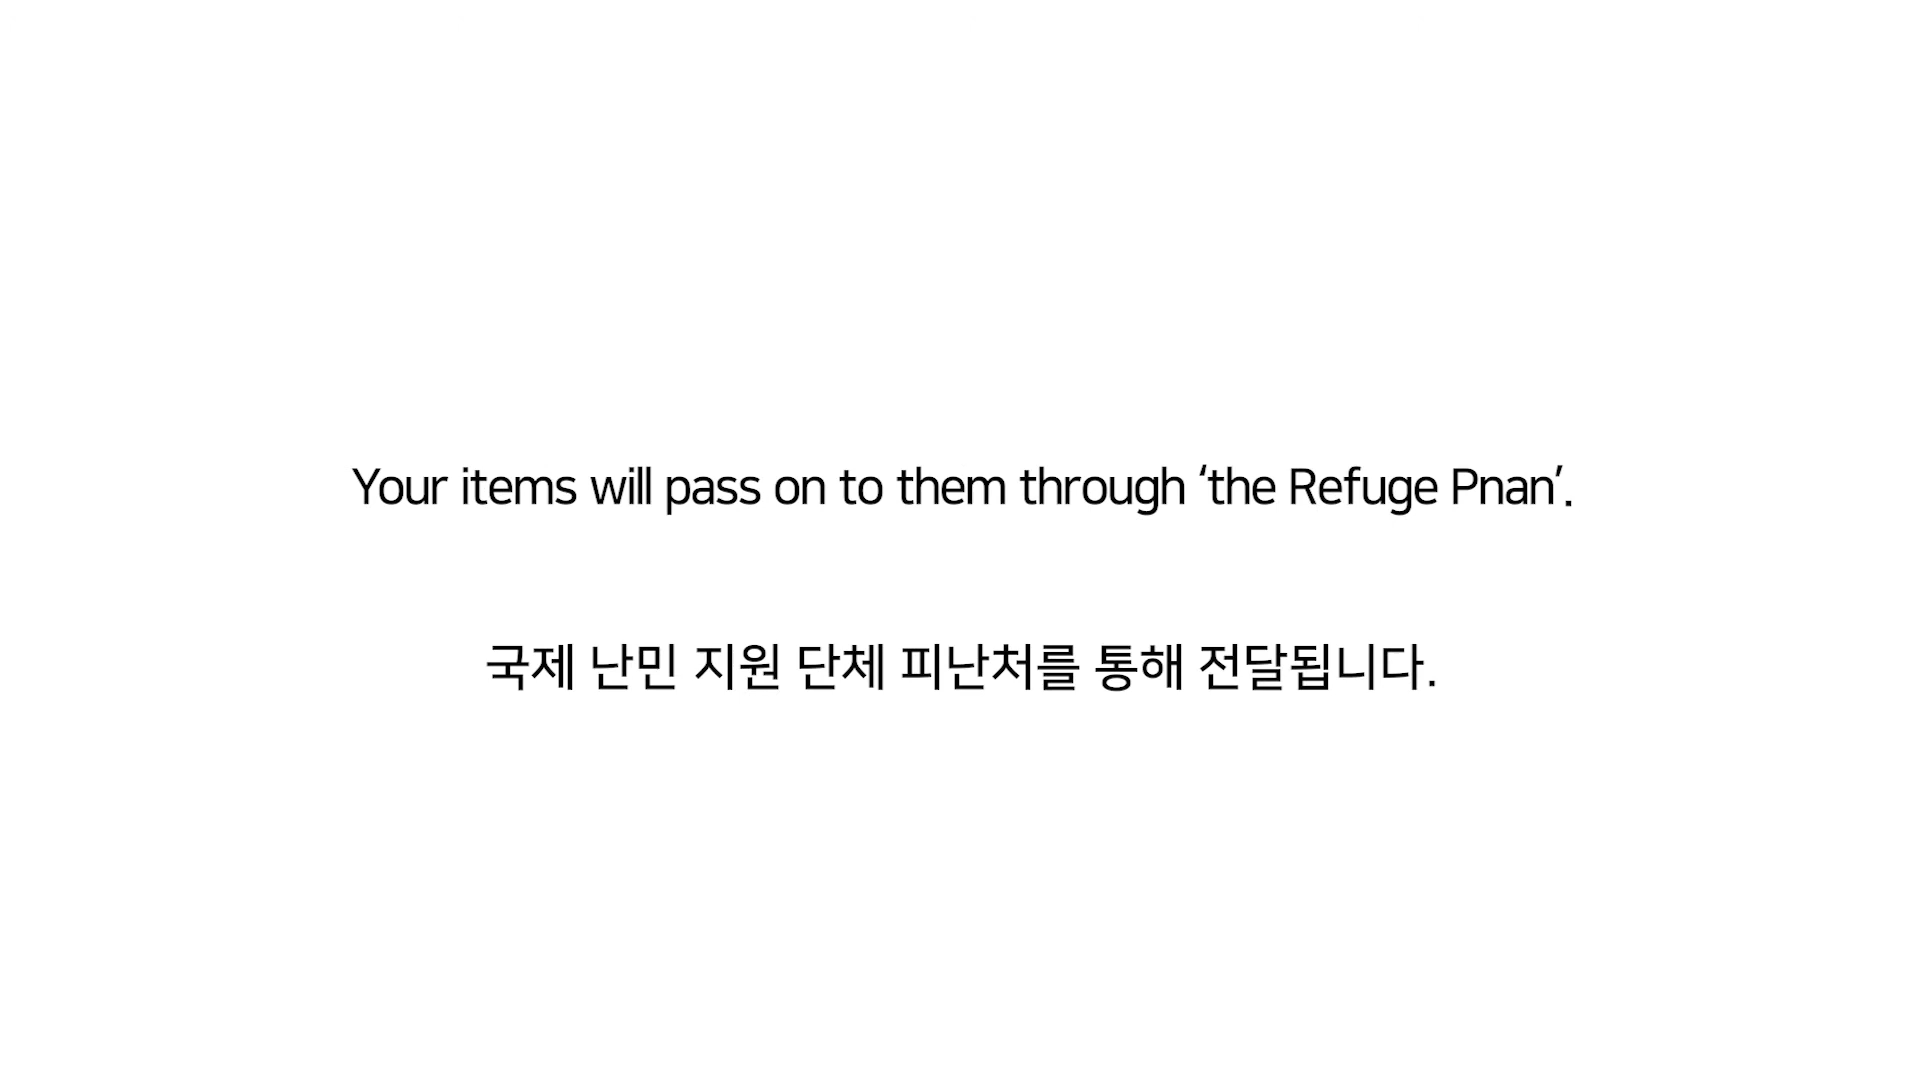 Your items will pass on to them through ‘the Refuge Pnan’.
국제 난민 지원 단체 피난처를 통해 전달됩니다.